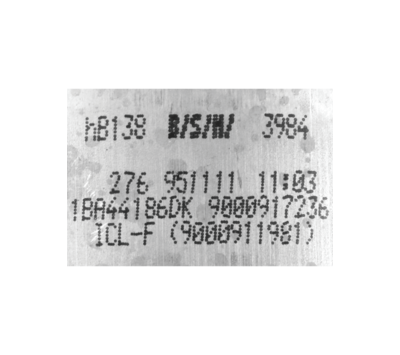 hB138 B/S/H/ 3984
276 951111 11:03
1BA44186DK 9000917236
ICL-F (9000911981)